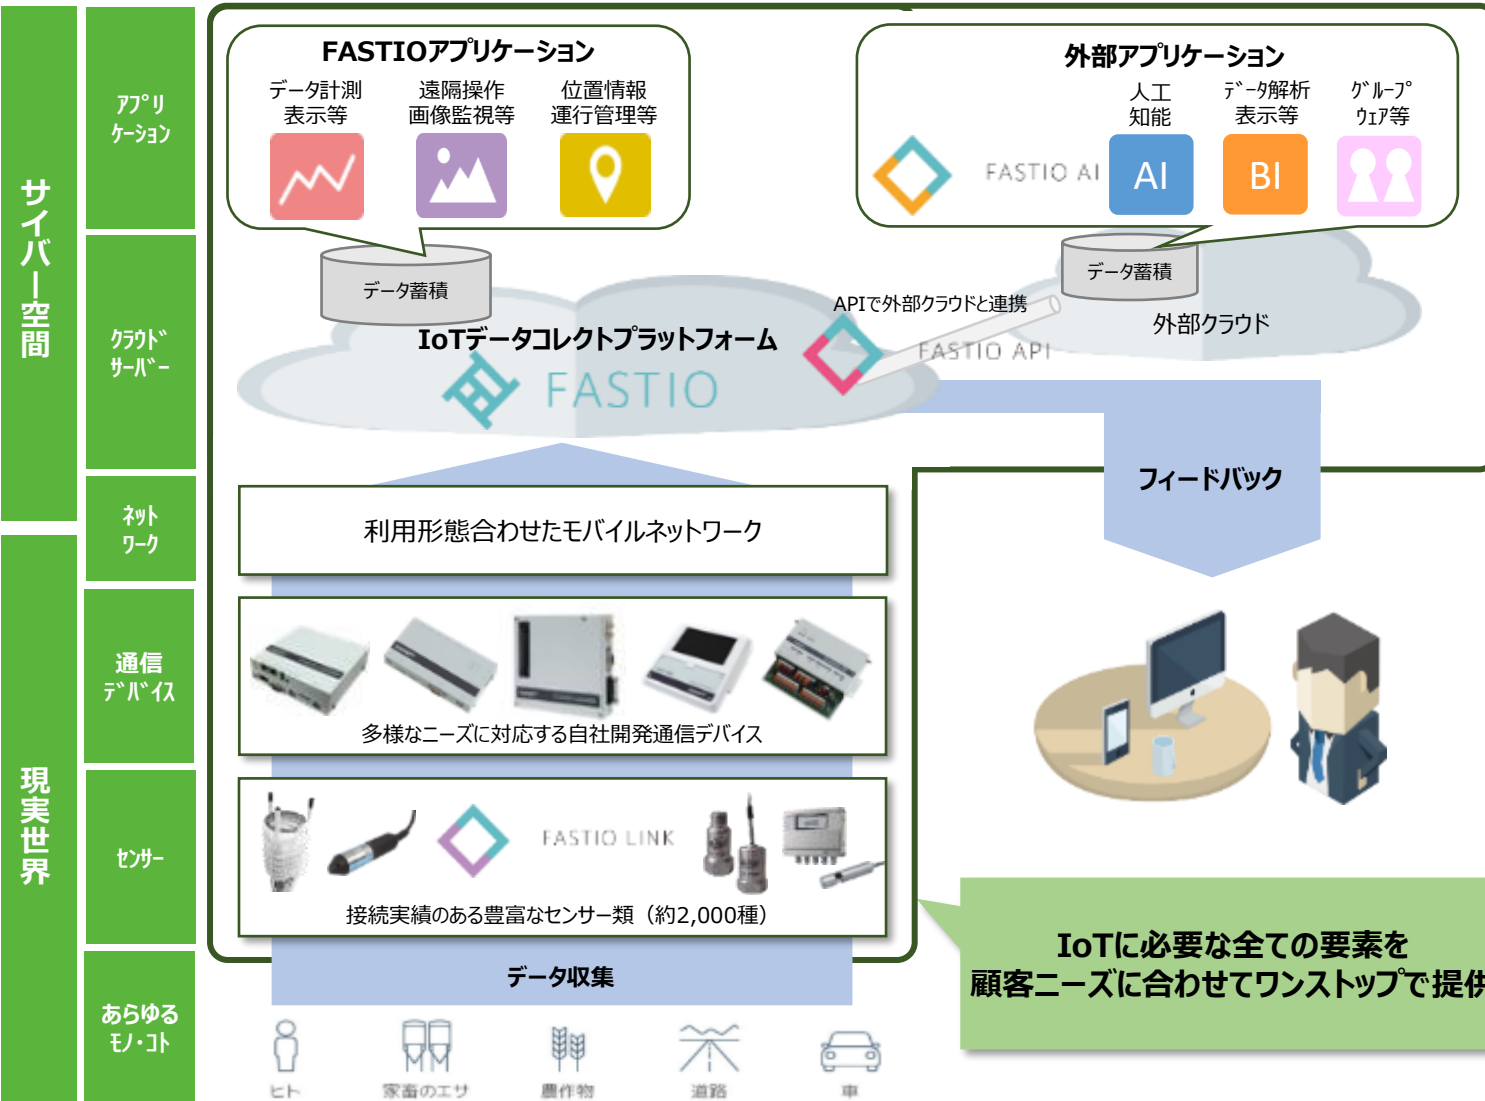 サイバー空間
現実世界
ｱﾌﾟﾘ
ｹｰｼｮﾝ
ｸﾗｳﾄﾞ
ｻｰﾊﾞｰ
ﾈｯﾄ
ﾜｰｸ
通信
ﾃﾞﾊﾞｲｽ
ｾﾝｻｰ
あらゆる
ﾓﾉ・ｺﾄ
FASTIOアプリケーション
データ計測
表示等
遠隔操作
画像監視等
位置情報
運行管理等
外部アプリケーション
人工
知能
ﾃﾞｰﾀ解析
表示等
ｸﾞﾙｰﾌﾟ
ｳｪｱ等
FASTIO AI
AI
BI
データ蓄積
データ蓄積
APIで外部クラウドと連携
外部クラウド
IoTデータコレクトプラットフォーム
FASTIO
FASTIO API
フィードバック
利用形態合わせたモバイルネットワーク
多様なニーズに対応する自社開発通信デバイス
FASTIO LINK
接続実績のある豊富なセンサー類（約2,000種）
データ収集
ヒト
家畜のエサ
農作物
道路
車
IoTに必要な全ての要素を
顧客ニーズに合わせてワンストップで提供